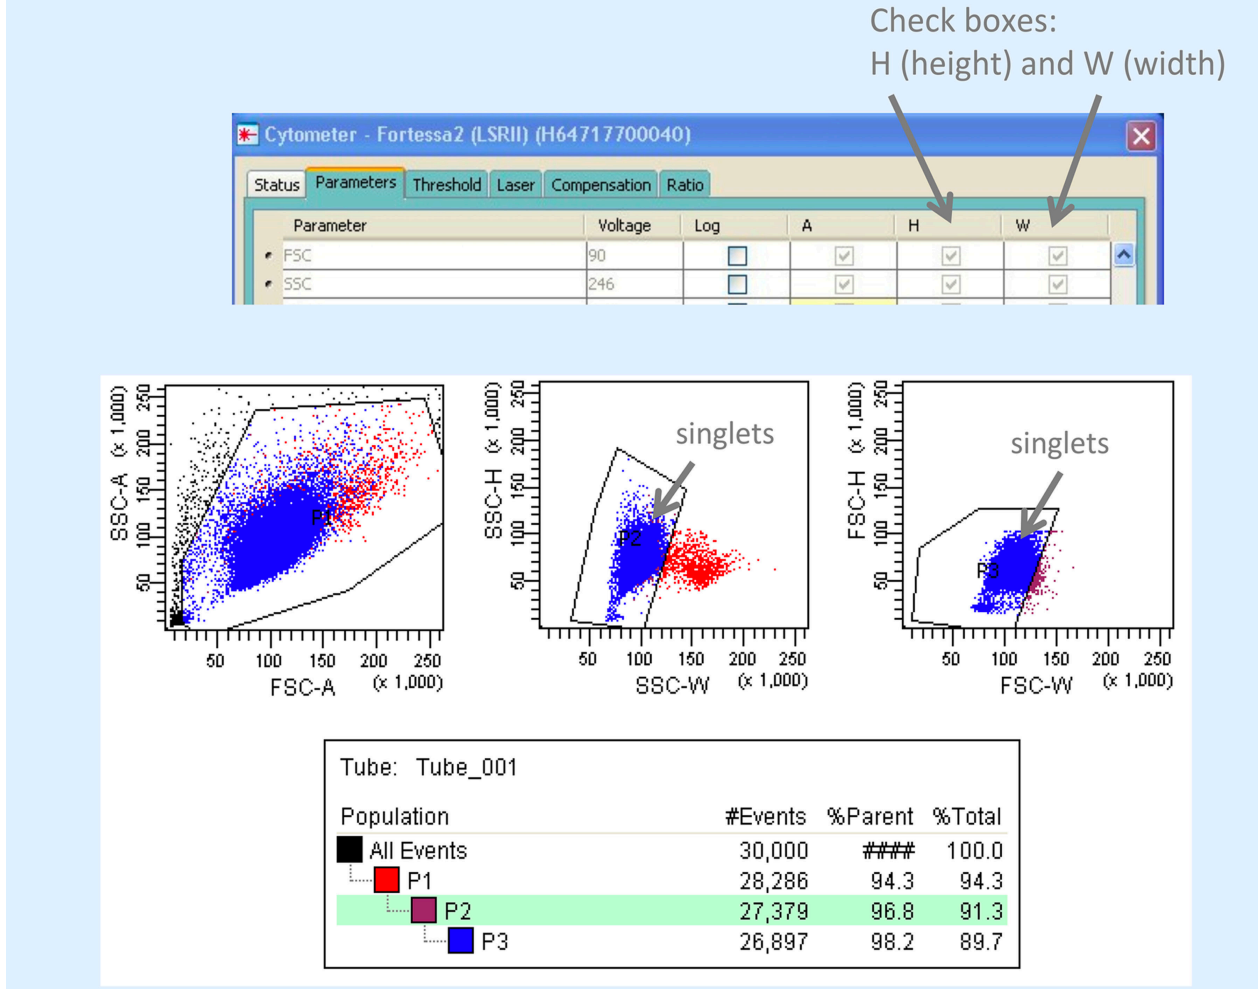 Check boxes:
H (height) and W (width)
Cytometer - Fortessa2 (LSRII) (H64717700040)
Status Parameters Threshold Laser Compensation Ratio
Parameter Voltage Log A H W
FSC 90
SSC 246
SSC-A (x 1,000)
50 100 150 200 250
P1
50 100 150 200 250
FSC-A (x 1,000)
SSC-H (x 1,000)
50 100 150 200 250
singlets
P2
50 100 150 200 250
SSC-W (x 1,000)
FSC-H (x 1,000)
50 100 150 200 250
singlets
P3
50 100 150 200 250
FSC-W (x 1,000)
Tube: Tube_001
Population #Events %Parent %Total
All Events 30,000 #### 100.0
P1 28,286 94.3 94.3
P2 27,379 96.8 91.3
P3 26,897 98.2 89.7